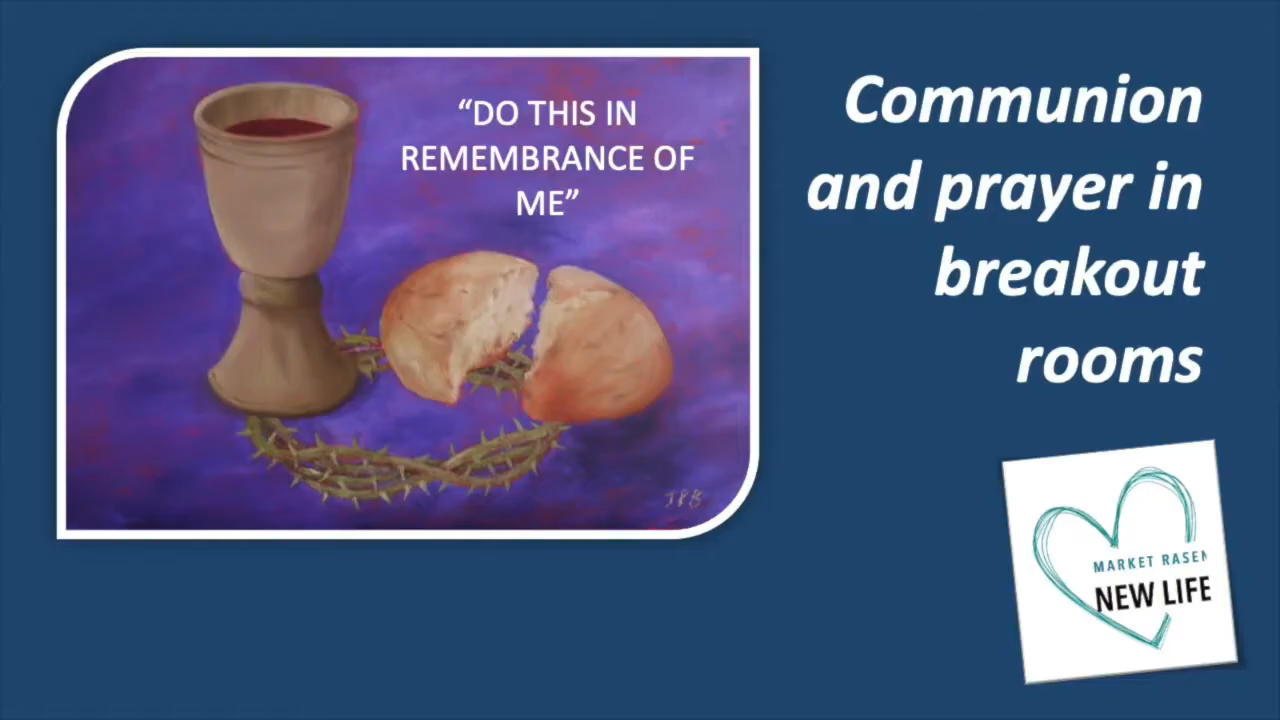 “DO THIS IN
REMEMBRANCE OF
ME”
Communion
and prayer in
breakout
rooms
MARKET RASEN
NEW LIFE